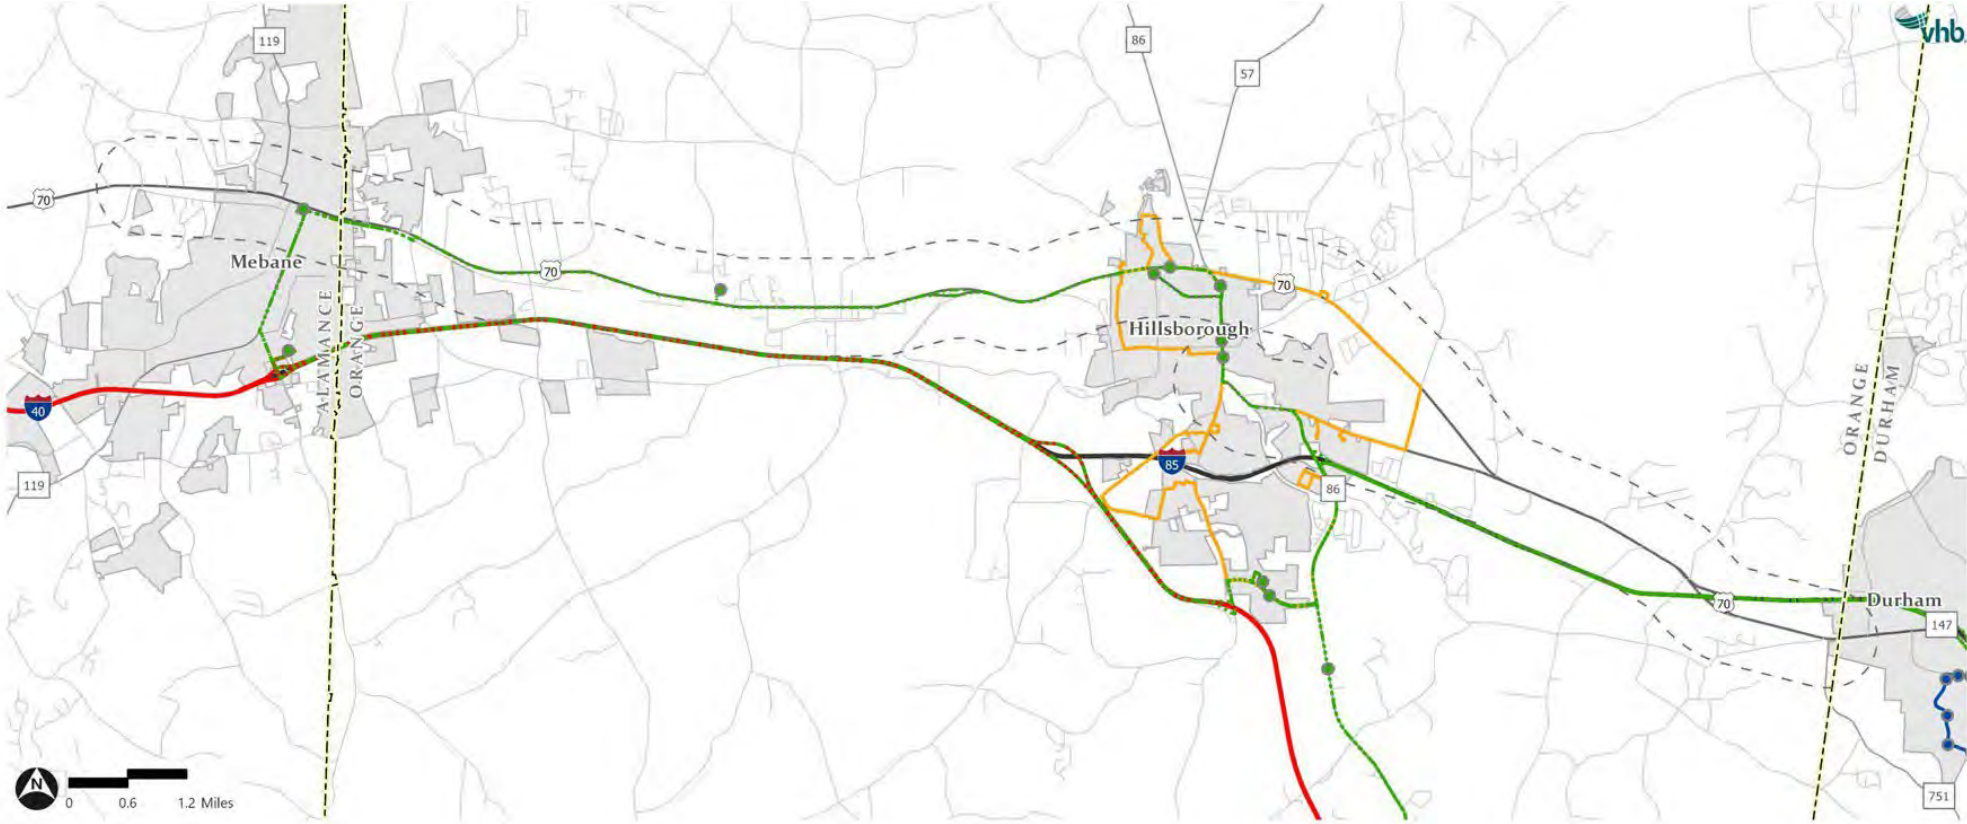 119
86
57
vhb
70
Mebane
70
70
Hillsborough
ALAMANCE
ORANGE
ORANGE
DURHAM
40
85
119
86
70
Durham
147
N
0 0.6 1.2 Miles
751